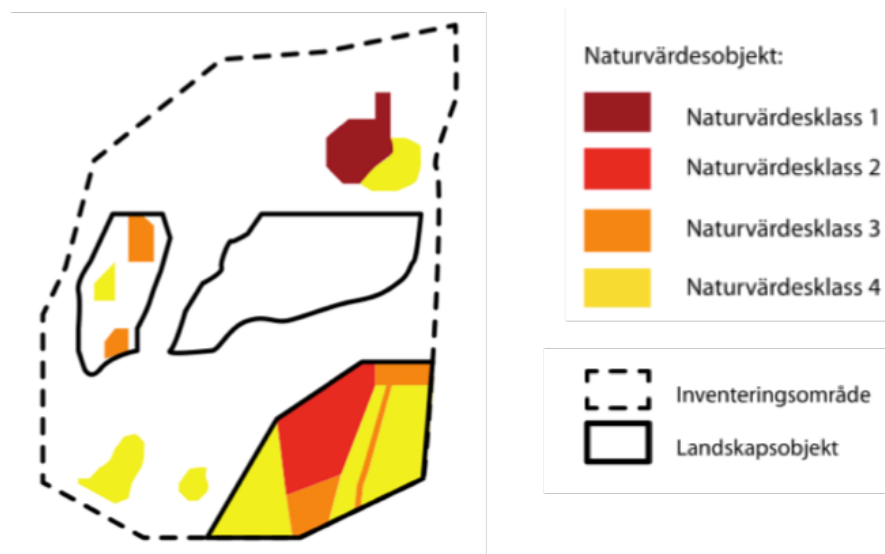 Naturvärdesobjekt:
Naturvärdesklass 1
Naturvärdesklass 2
Naturvärdesklass 3
Naturvärdesklass 4
Inventeringsområde
Landskapsobjekt